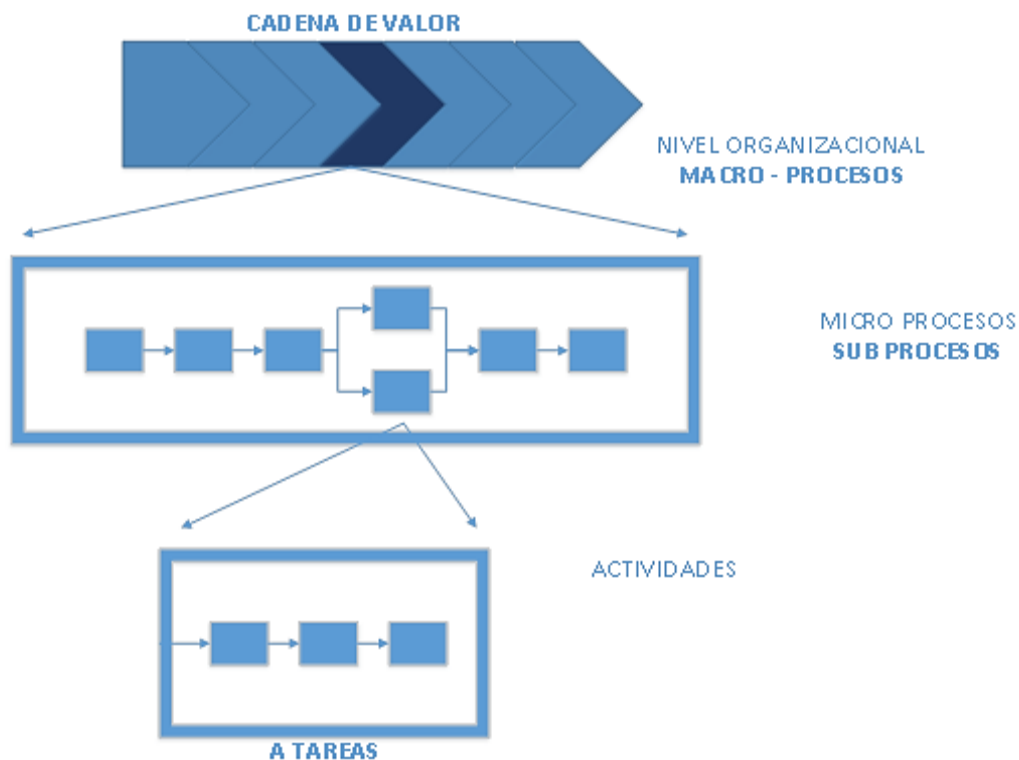 CADENA DE VALOR
NIVEL ORGANIZACIONAL
MACRO - PROCESOS
MICRO PROCESOS
SUB PROCESOS
ACTIVIDADES
A TAREAS